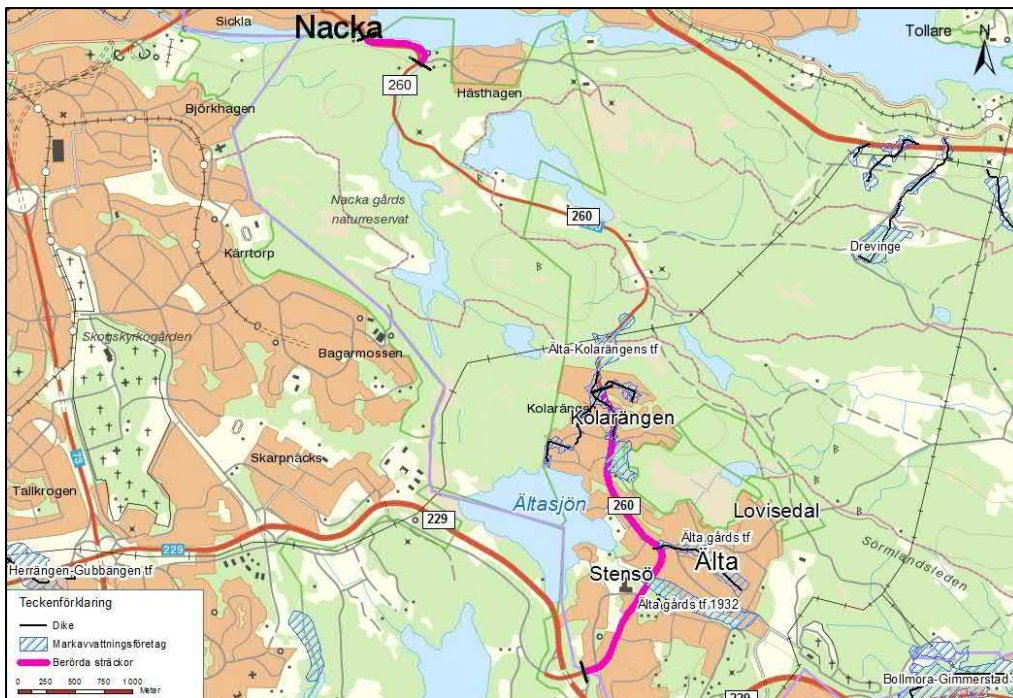 Sickla
Nacka
Tollare
N
260
Hästhagen
Björkhagen
Nacka gårds
naturreservat
260
Drevinge
Kärrtorp
Skogskyrkogården
Bagarmossen
Älta-Kolarängens tf
Kolaräng
Kolarängen
73
Skarpnäcks
Tallkrogen
Ältasjön
229
260
Lovisedal
Älta gårds tf
Älta
Sörmlandsleden
229
Herrängen-Gubbängen tf
Stensö
Älta gårds tf 1932
Teckenförklaring
Dike
Markavvattningsföretag
Berörda sträckor
0 250 500 750 1 000
Meter
229
Bollmora-Gimmerstad